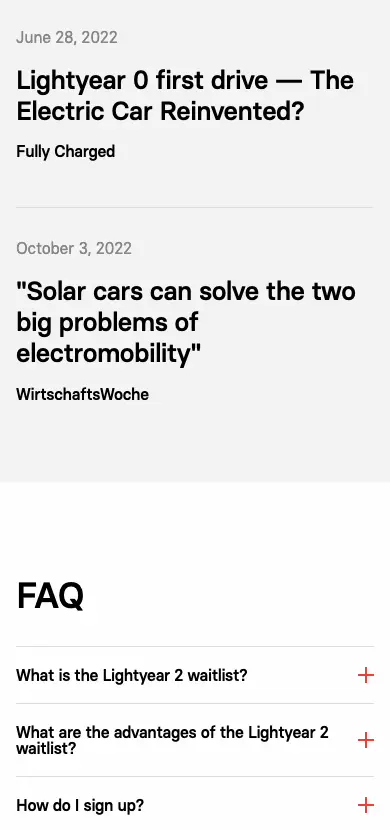 June 28, 2022
Lightyear 0 first drive — The
Electric Car Reinvented?
Fully Charged
October 3, 2022
"Solar cars can solve the two
big problems of
electromobility"
WirtschaftsWoche
FAQ
What is the Lightyear 2 waitlist?
What are the advantages of the Lightyear 2
waitlist?
How do I sign up?